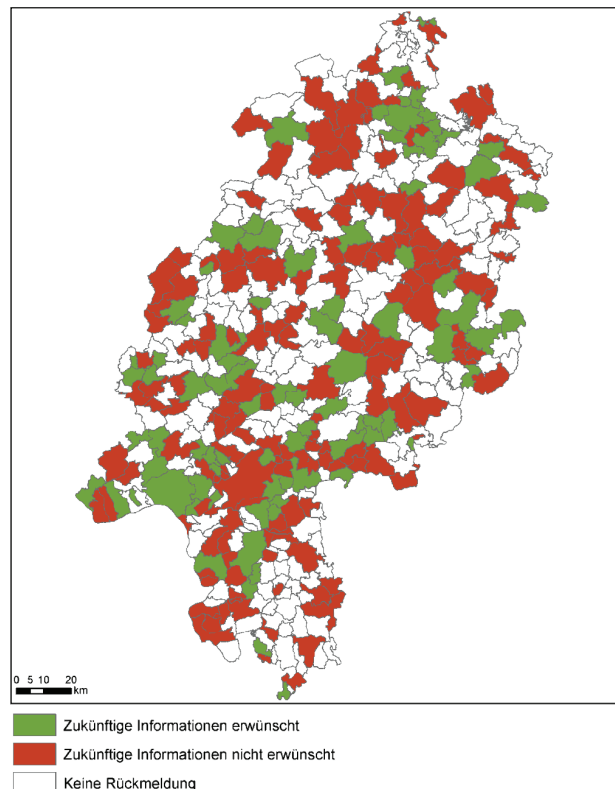 0 5 10 20
km
Zukünftige Informationen erwünscht
Zukünftige Informationen nicht erwünscht
Keine Rückmeldung